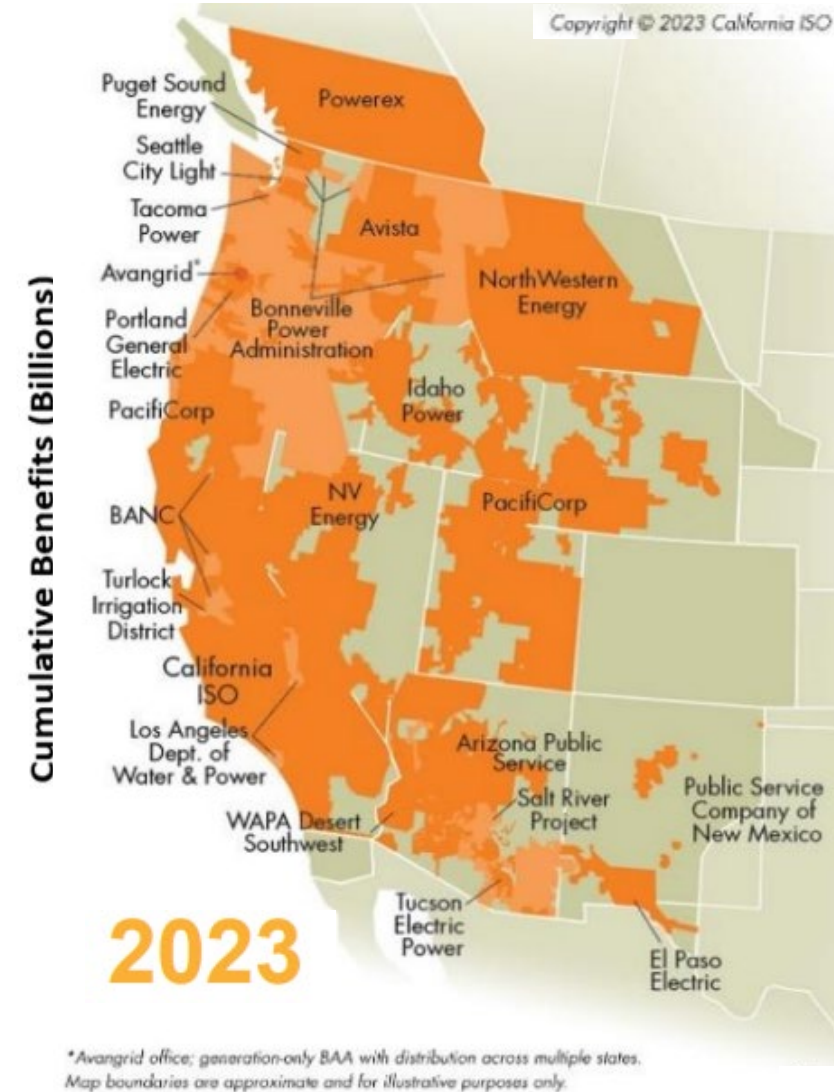 Copyright © 2023 California ISO
Cumulative Benefits (Billions)
Puget Sound
Energy
Powerex
Seattle
City Light
Tacoma
Power
Avista
Avangrid*
NorthWestern
Energy
Bonneville
Power
Administration
Portland
General
Electric
Idaho
Power
PacifiCorp
NV
Energy
PacifiCorp
BANC
Turlock
Irrigation
District
California
ISO
Los Angeles
Dept. of
Water & Power
Arizona Public
Service
Salt River
Project
Public Service
Company of
New Mexico
WAPA Desert
Southwest
Tucson
Electric
Power
El Paso
Electric
2023
*Avangrid office; generation-only BAA with distribution across multiple states.
Map boundaries are approximate and for illustrative purposes only.